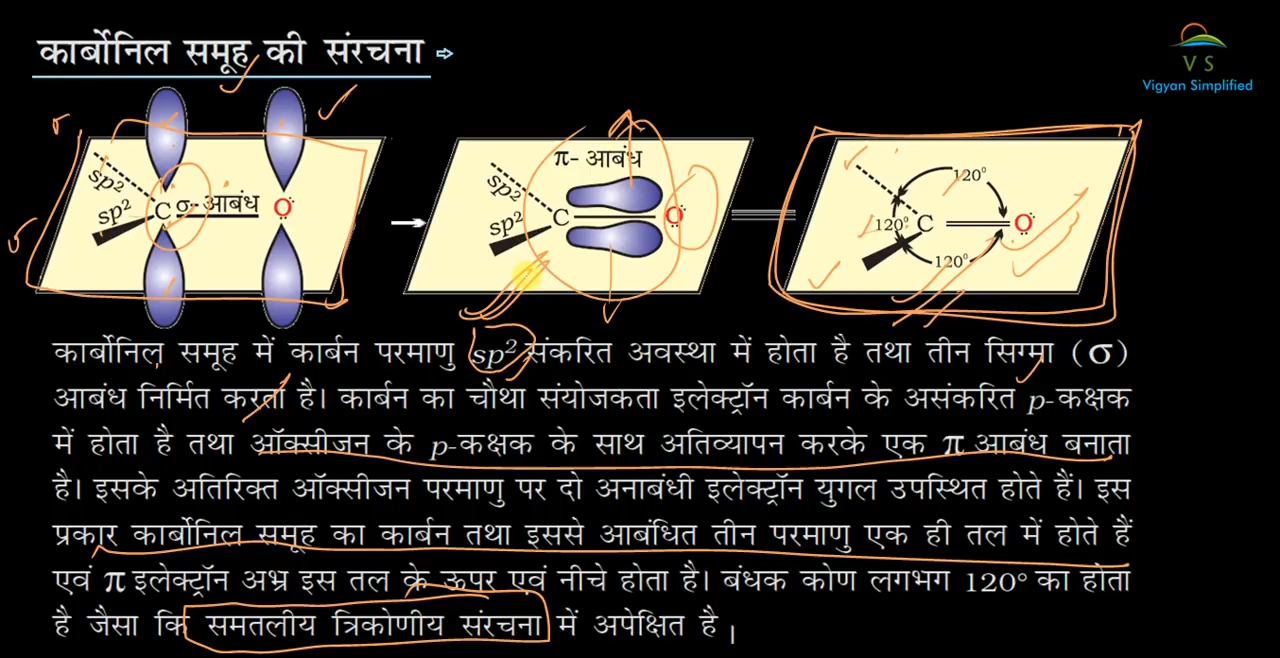 कार्बोनिल समूह की संरचना ⇨
V S
Vigyan Simplified
sp²
sp²
C σ- आबंध O
π- आबंध
sp²
sp²
C O
120°
120°
C O
120°
कार्बोनिल समूह में कार्बन परमाणु sp² संकरित अवस्था में होता है तथा तीन सिग्मा (σ)
आबंध निर्मित करता है। कार्बन का चौथा संयोजकता इलेक्ट्रॉन कार्बन के असंकरित p-कक्षक
में होता है तथा ऑक्सीजन के p-कक्षक के साथ अतिव्यापन करके एक π आबंध बनाता
है। इसके अतिरिक्त ऑक्सीजन परमाणु पर दो अनाबंधी इलेक्ट्रॉन युगल उपस्थित होते हैं। इस
प्रकार कार्बोनिल समूह का कार्बन तथा इससे आबंधित तीन परमाणु एक ही तल में होते हैं
एवं π इलेक्ट्रॉन अभ्र इस तल के ऊपर एवं नीचे होता है। बंधक कोण लगभग 120° का होता
है जैसा कि समतलीय त्रिकोणीय संरचना में अपेक्षित है।